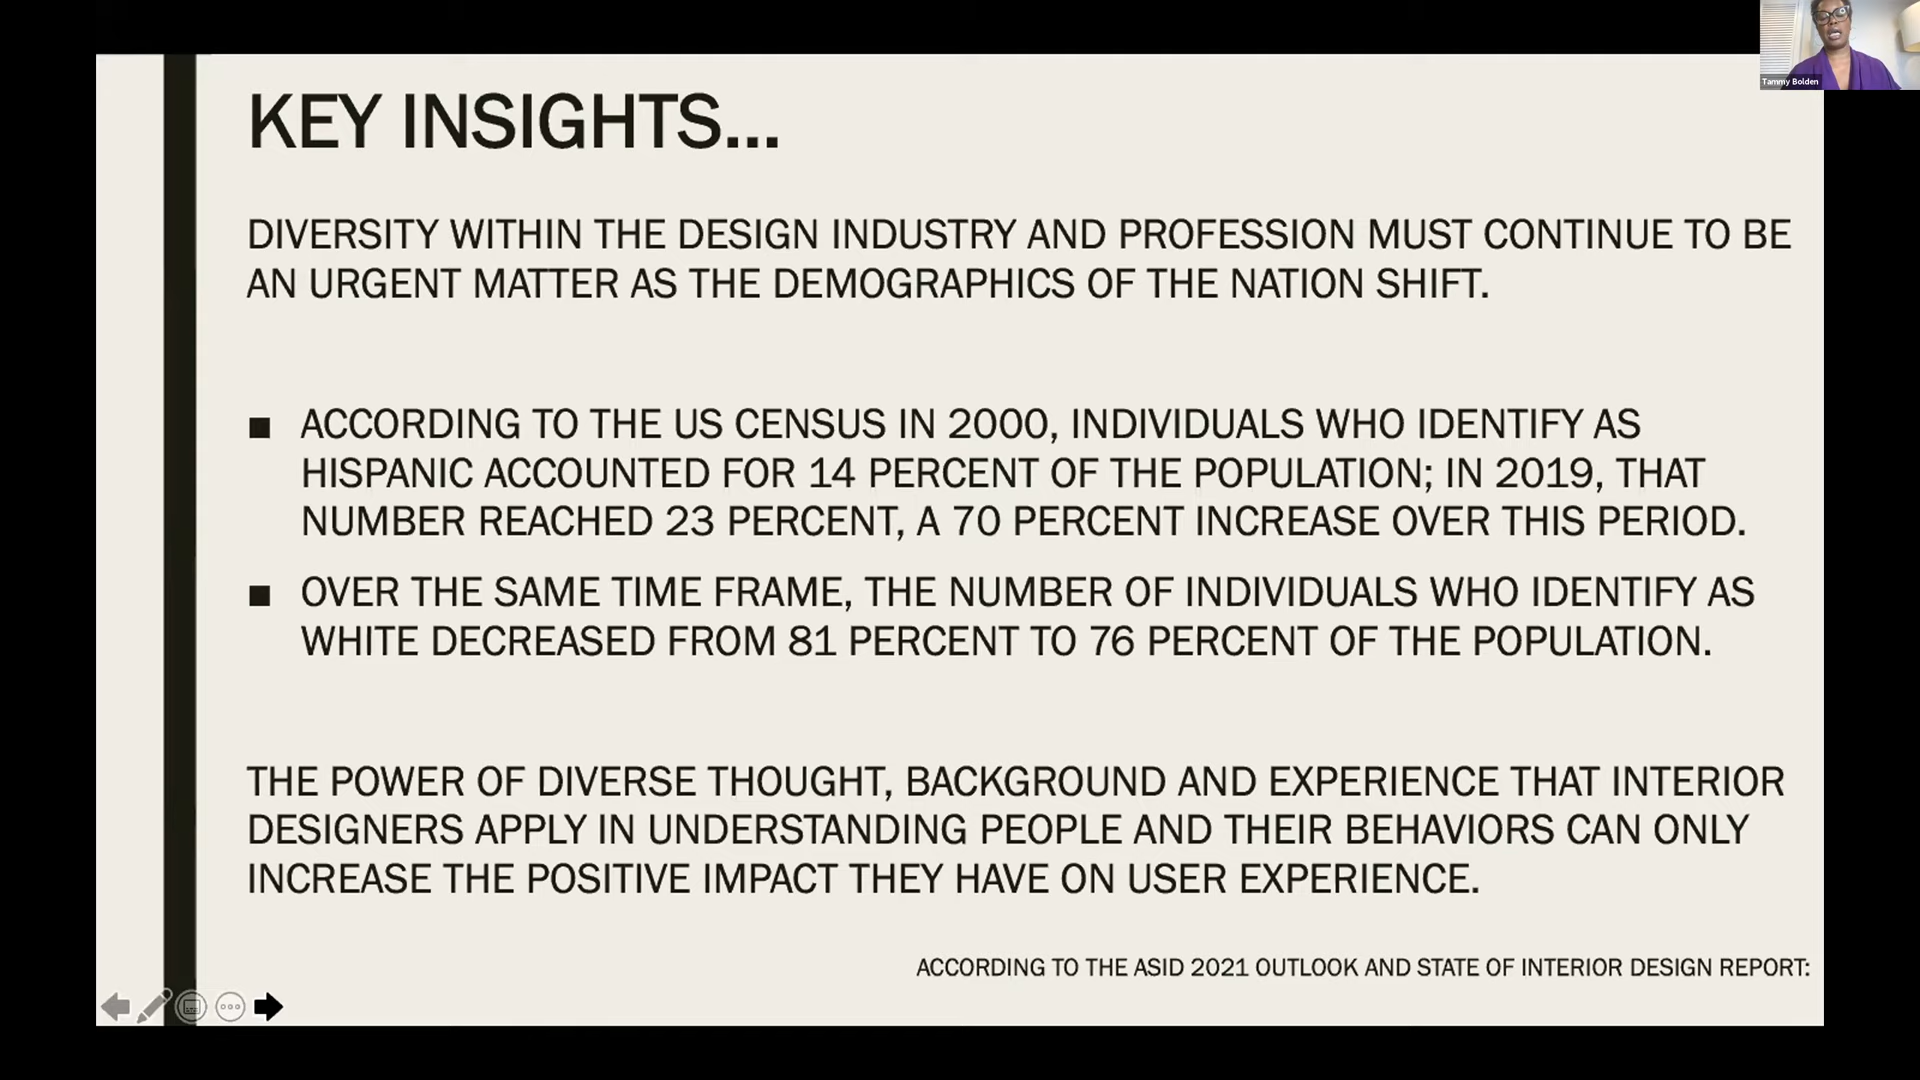 Tammy Bolden
KEY INSIGHTS...
DIVERSITY WITHIN THE DESIGN INDUSTRY AND PROFESSION MUST CONTINUE TO BE
AN URGENT MATTER AS THE DEMOGRAPHICS OF THE NATION SHIFT.
■ ACCORDING TO THE US CENSUS IN 2000, INDIVIDUALS WHO IDENTIFY AS
HISPANIC ACCOUNTED FOR 14 PERCENT OF THE POPULATION; IN 2019, THAT
NUMBER REACHED 23 PERCENT, A 70 PERCENT INCREASE OVER THIS PERIOD.
■ OVER THE SAME TIME FRAME, THE NUMBER OF INDIVIDUALS WHO IDENTIFY AS
WHITE DECREASED FROM 81 PERCENT TO 76 PERCENT OF THE POPULATION.
THE POWER OF DIVERSE THOUGHT, BACKGROUND AND EXPERIENCE THAT INTERIOR
DESIGNERS APPLY IN UNDERSTANDING PEOPLE AND THEIR BEHAVIORS CAN ONLY
INCREASE THE POSITIVE IMPACT THEY HAVE ON USER EXPERIENCE.
ACCORDING TO THE ASID 2021 OUTLOOK AND STATE OF INTERIOR DESIGN REPORT: